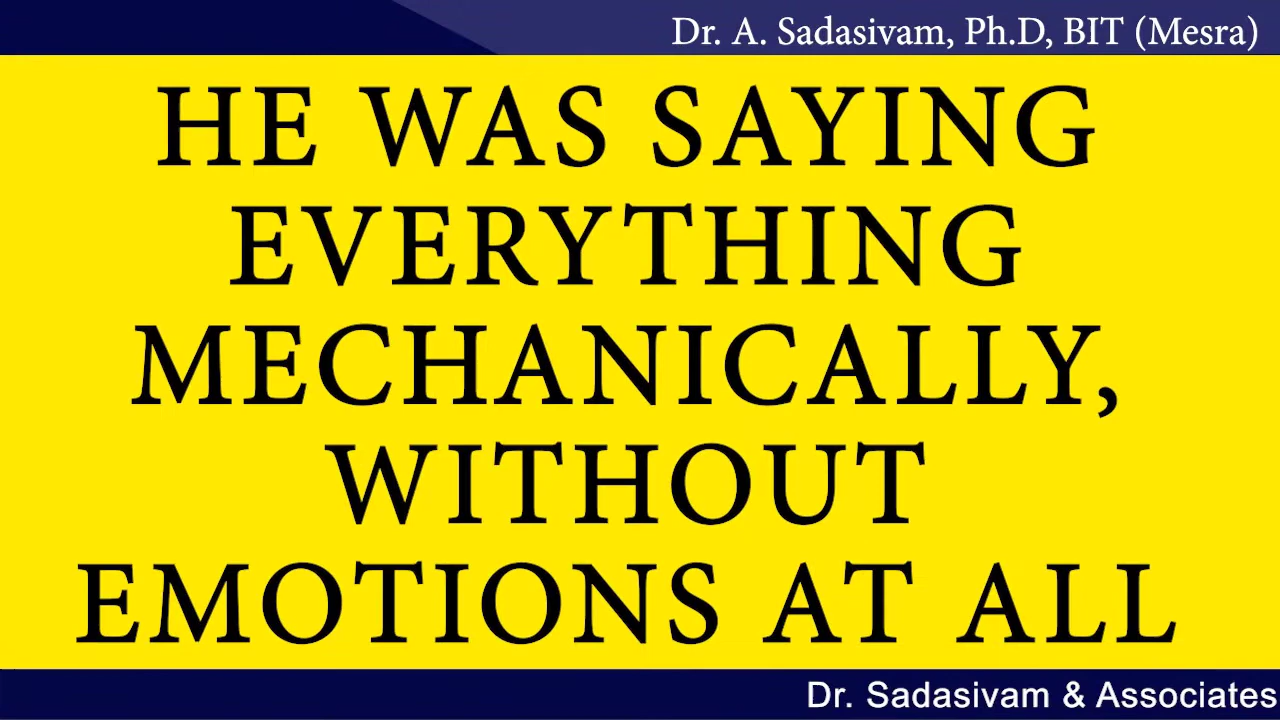 Dr. A. Sadasivam, Ph.D, BIT (Mesra)
HE WAS SAYING
EVERYTHING
MECHANICALLY,
WITHOUT
EMOTIONS AT ALL
Dr. Sadasivam & Associates